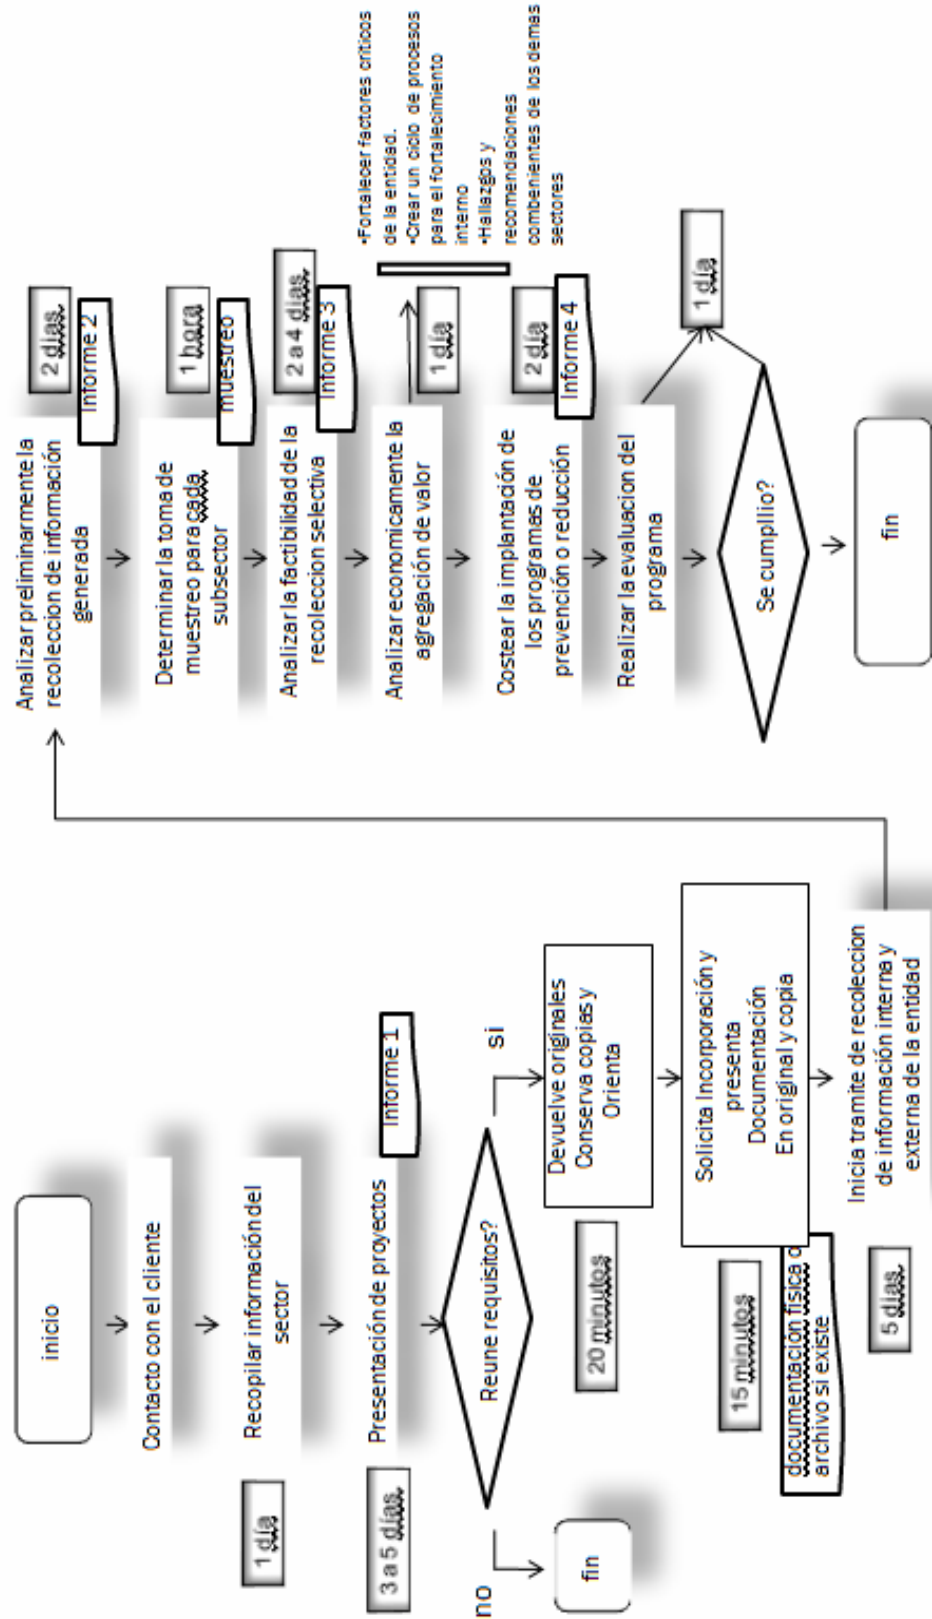 inicio
Contacto con el cliente
Recopilar información del
sector
1 día
Presentación de proyectos
Informe 1
3 a 5 días
Reune requisitos?
no
si
fin
Devuelve originales
Conserva copias y
Orienta
20 minutos
Solicita Incorporación y
presenta
Documentación
En original y copia
15 minutos
documentacion fisica o
archivo si existe
Inicia tramite de recoleccion
de información interna y
externa de la entidad
5 días
Analizar preliminarmente la
recoleccion de información
generada
2 días
Informe 2
Determinar la toma de
muestreo para cada
subsector
1 hora
muestreo
Analizar la factibilidad de la
recoleccion selectiva
2 a 4 días
Informe 3
Analizar economicamente la
agregación de valor
1 día
•Fortalecer factores criticos
de la entidad.
•Crear un ciclo de procesos
para el fortalecimiento
interno
•Hallazgos y
recomendaciones
combenientes de los demas
sectores
Costear la implantación de
los programas de
prevención o reducción
2 día
Informe 4
Realizar la evaluacion del
programa
1 día
Se cumpllio?
fin